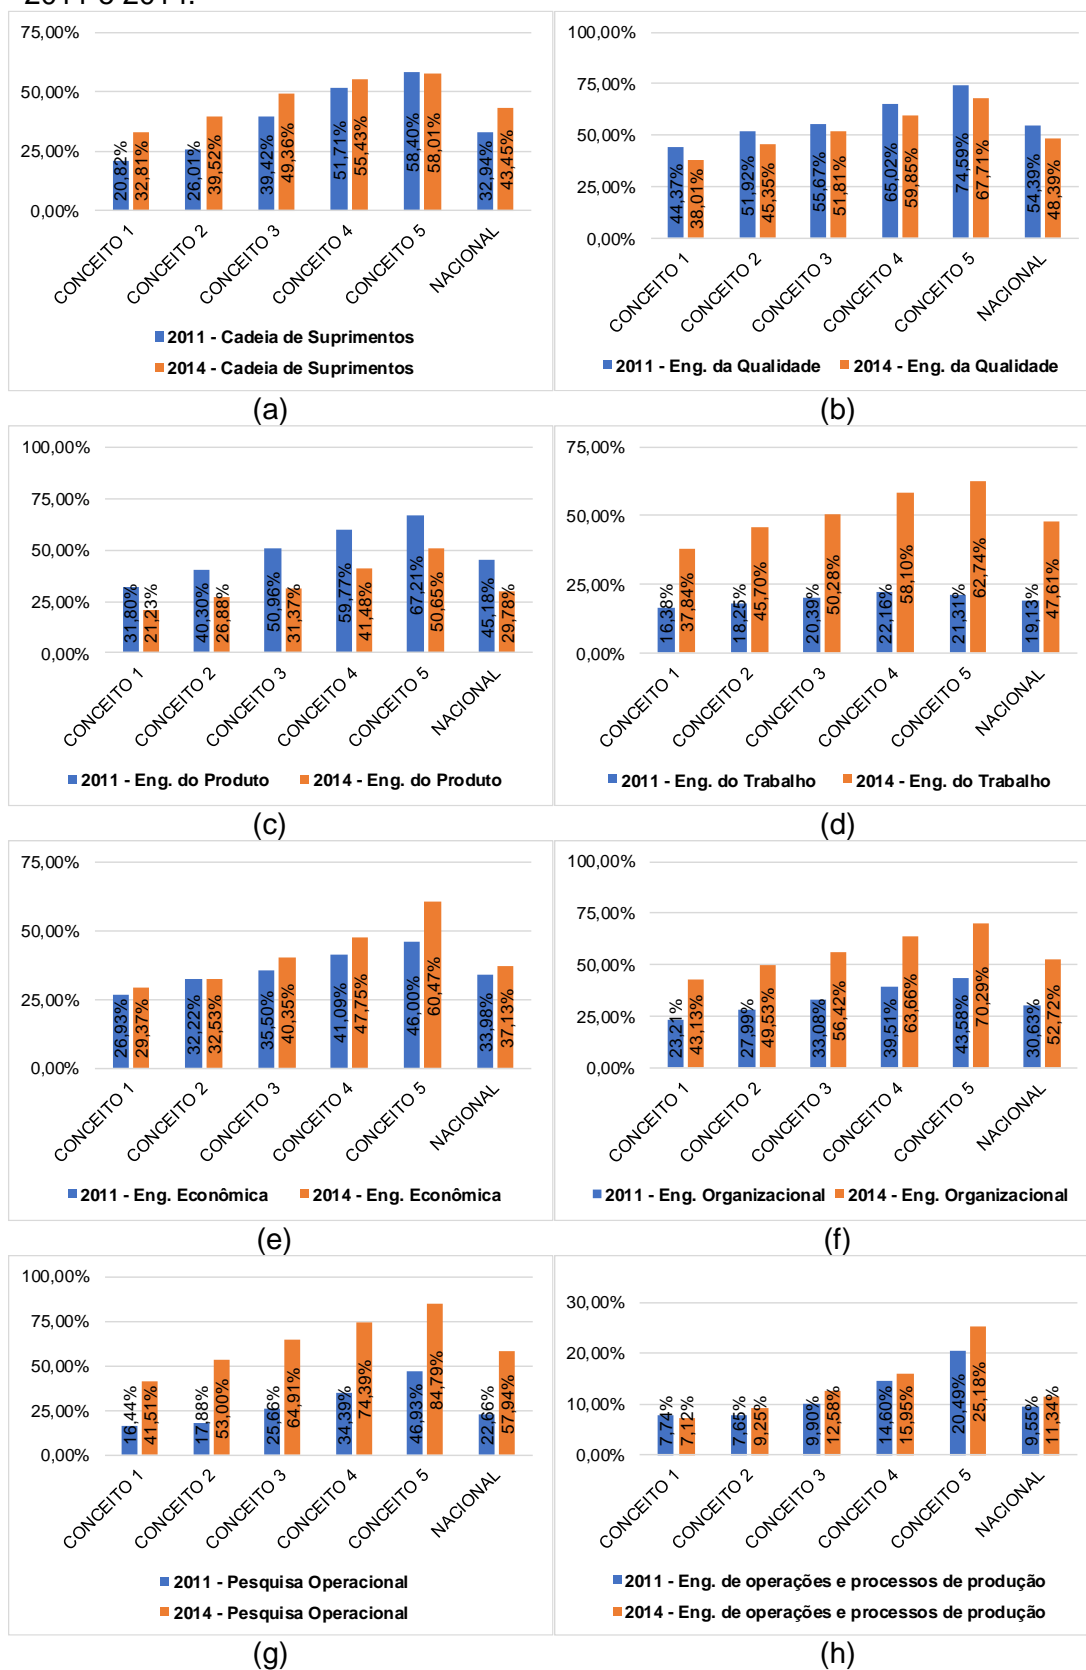 2011 e 2014.
75,00%
50,00%
25,00%
0,00%
20,82%
32,81%
26,01%
39,52%
39,42%
49,36%
51,71%
55,43%
58,40%
58,01%
32,94%
43,45%
CONCEITO 1
CONCEITO 2
CONCEITO 3
CONCEITO 4
CONCEITO 5
NACIONAL
2011 - Cadeia de Suprimentos
2014 - Cadeia de Suprimentos
(a)
100,00%
75,00%
50,00%
25,00%
0,00%
44,37%
38,01%
51,92%
45,35%
55,67%
51,81%
65,02%
59,85%
74,59%
67,71%
54,39%
48,39%
CONCEITO 1
CONCEITO 2
CONCEITO 3
CONCEITO 4
CONCEITO 5
NACIONAL
2011 - Eng. da Qualidade 2014 - Eng. da Qualidade
(b)
100,00%
75,00%
50,00%
25,00%
0,00%
31,80%
21,23%
40,30%
26,88%
50,96%
31,37%
59,77%
41,48%
67,21%
50,65%
45,18%
29,78%
CONCEITO 1
CONCEITO 2
CONCEITO 3
CONCEITO 4
CONCEITO 5
NACIONAL
2011 - Eng. do Produto 2014 - Eng. do Produto
(c)
75,00%
50,00%
25,00%
0,00%
16,38%
37,84%
18,25%
45,70%
20,39%
50,28%
22,16%
58,10%
21,31%
62,74%
19,13%
47,61%
CONCEITO 1
CONCEITO 2
CONCEITO 3
CONCEITO 4
CONCEITO 5
NACIONAL
2011 - Eng. do Trabalho 2014 - Eng. do Trabalho
(d)
75,00%
50,00%
25,00%
0,00%
26,93%
29,37%
32,22%
32,53%
35,50%
40,35%
41,09%
47,75%
46,00%
60,47%
33,98%
37,13%
CONCEITO 1
CONCEITO 2
CONCEITO 3
CONCEITO 4
CONCEITO 5
NACIONAL
2011 - Eng. Econômica 2014 - Eng. Econômica
(e)
100,00%
75,00%
50,00%
25,00%
0,00%
23,21%
43,13%
27,99%
49,53%
33,08%
56,42%
39,51%
63,66%
43,58%
70,29%
30,63%
52,72%
CONCEITO 1
CONCEITO 2
CONCEITO 3
CONCEITO 4
CONCEITO 5
NACIONAL
2011 - Eng. Organizacional 2014 - Eng. Organizacional
(f)
100,00%
75,00%
50,00%
25,00%
0,00%
16,44%
41,51%
17,88%
53,00%
25,66%
64,91%
34,39%
74,39%
46,93%
84,79%
22,66%
57,94%
CONCEITO 1
CONCEITO 2
CONCEITO 3
CONCEITO 4
CONCEITO 5
NACIONAL
2011 - Pesquisa Operacional
2014 - Pesquisa Operacional
(g)
30,00%
20,00%
10,00%
0,00%
7,74%
7,12%
7,65%
9,25%
9,90%
12,58%
14,60%
15,95%
20,49%
25,18%
9,55%
11,34%
CONCEITO 1
CONCEITO 2
CONCEITO 3
CONCEITO 4
CONCEITO 5
NACIONAL
2011 - Eng. de operações e processos de produção
2014 - Eng. de operações e processos de produção
(h)